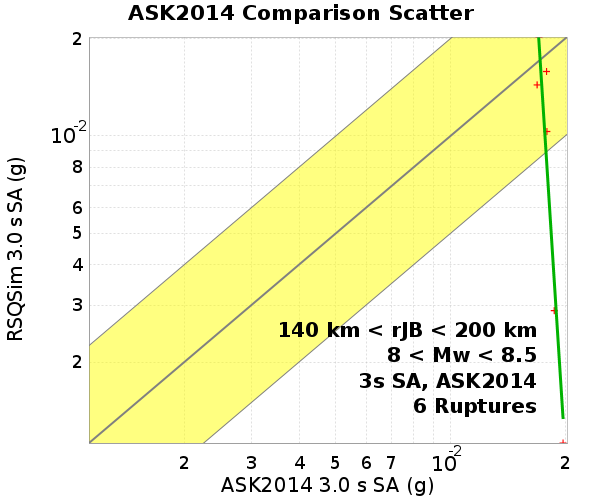 ASK2014 Comparison Scatter
RSQSim 3.0 s SA (g)
2
10-2
8
6
5
4
3
2
140 km < rJB < 200 km
8 < Mw < 8.5
3s SA, ASK2014
6 Ruptures
2 3 4 5 6 7 10-2 2
ASK2014 3.0 s SA (g)